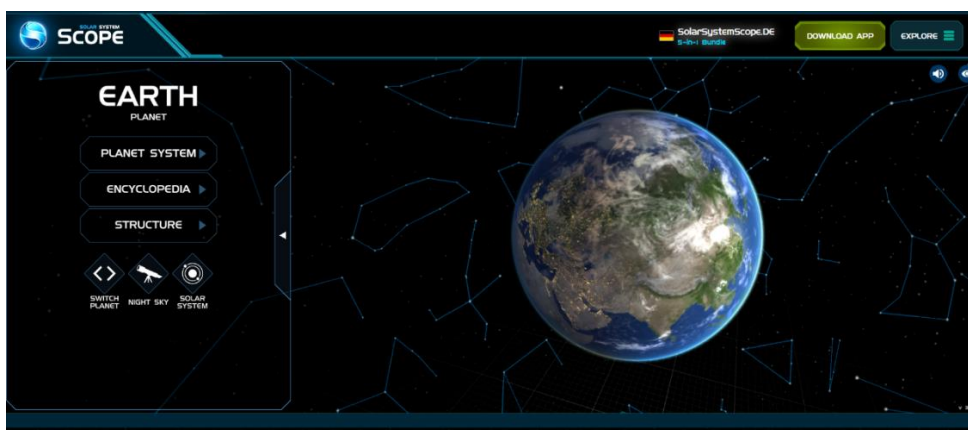 SOLAR SYSTEM
SCOPE
SolarSystemScope.DE
5-in-1 Bundle
DOWNLOAD APP
EXPLORE
EARTH
PLANET
PLANET SYSTEM
ENCYCLOPEDIA
STRUCTURE
SWITCH PLANET
NIGHT SKY
SOLAR SYSTEM